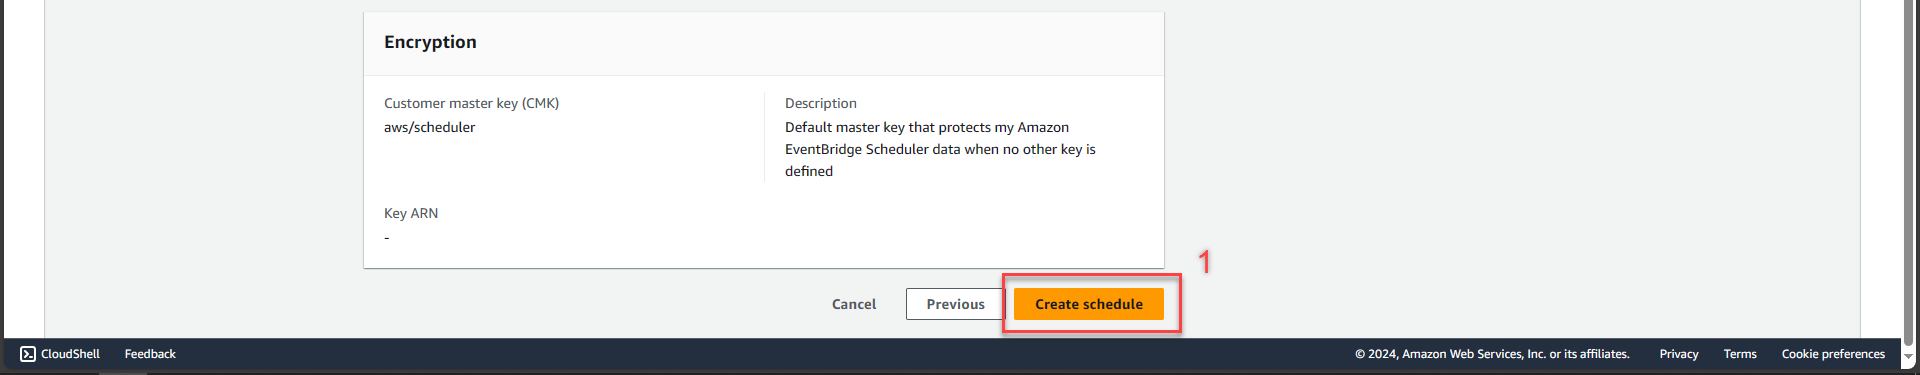 Encryption
Customer master key (CMK)
aws/scheduler
Description
Default master key that protects my Amazon
EventBridge Scheduler data when no other key is
defined
Key ARN
-
1
Cancel
Previous
Create schedule
CloudShell
Feedback
© 2024, Amazon Web Services, Inc. or its affiliates.
Privacy
Terms
Cookie preferences